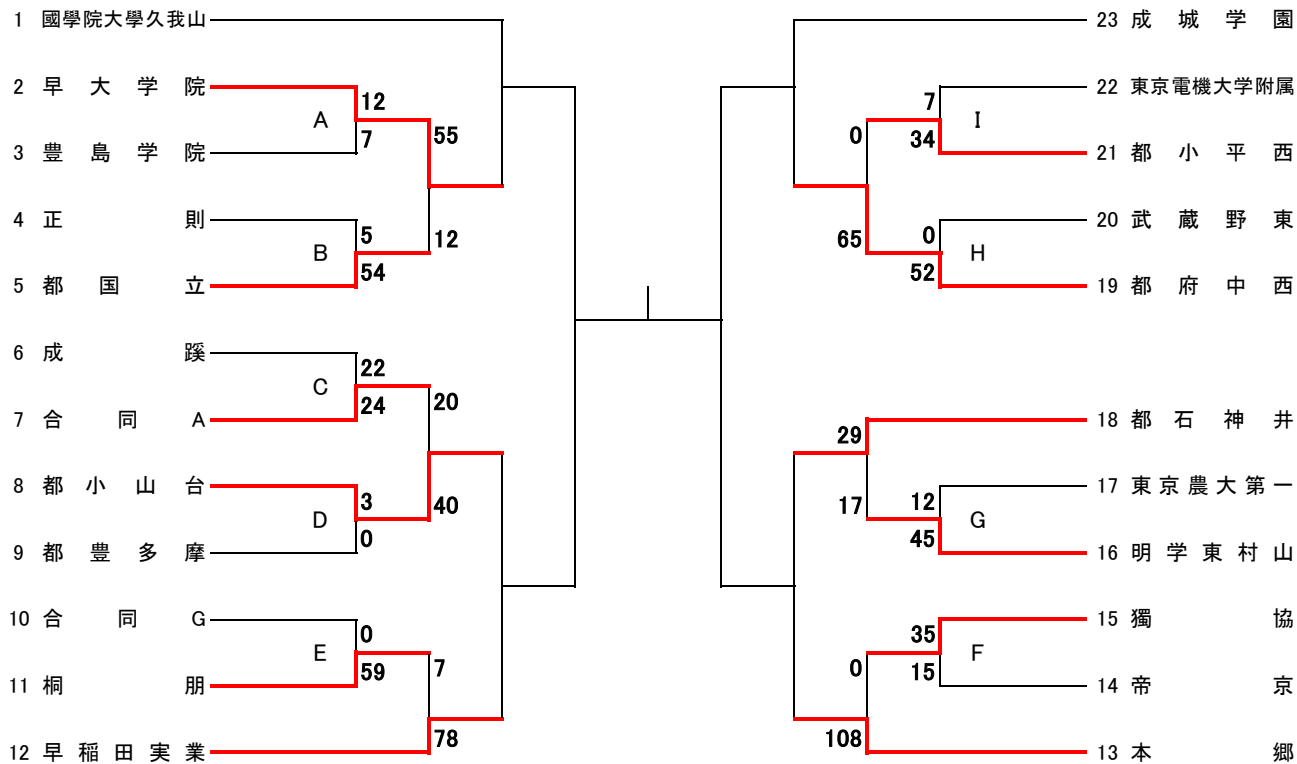 1 國學院大學久我山
2 早大学院
3 豊島学院
4 正則
5 都国立
6 成蹊
7 合同A
8 都小山台
9 都豊多摩
10 合同G
11 桐朋
12 早稲田実業
A
12
7
B
5
54
C
22
24
D
3
0
E
0
59
55
12
20
40
7
78
23 成城学園
22 東京電機大学附属
21 都小平西
20 武蔵野東
19 都府中西
18 都石神井
17 東京農大第一
16 明学東村山
15 獨協
14 帝京
13 本郷
I
7
34
H
0
52
G
12
45
F
35
15
0
65
29
17
0
108